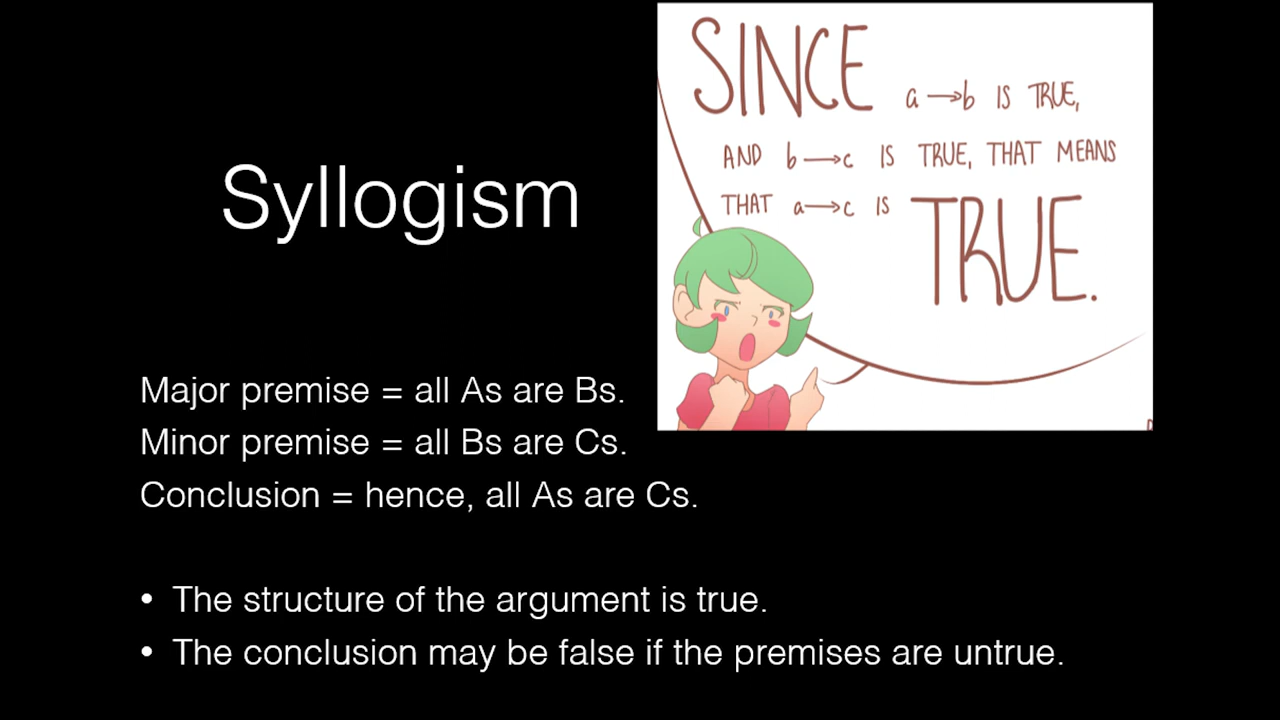 Syllogism
SINCE a→b IS TRUE,
AND b→c IS TRUE, THAT MEANS
THAT a→c IS TRUE.
Major premise = all As are Bs.
Minor premise = all Bs are Cs.
Conclusion = hence, all As are Cs.
• The structure of the argument is true.
• The conclusion may be false if the premises are untrue.